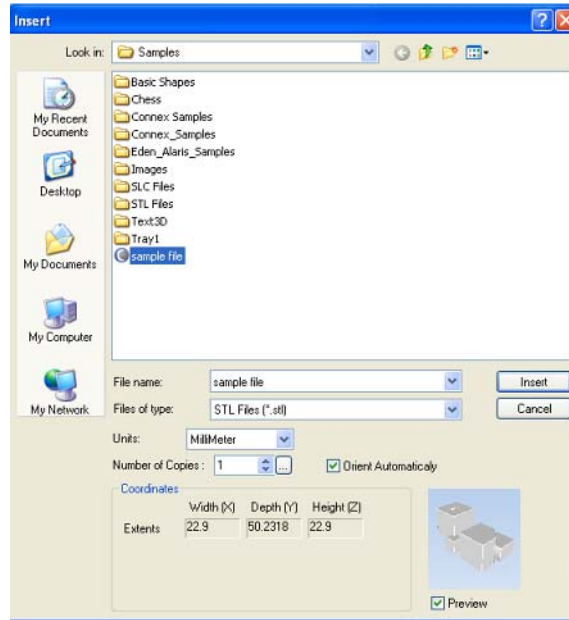 Insert
Look in: Samples
My Recent Documents
Desktop
My Documents
My Computer
My Network
Basic Shapes
Chess
Connex Samples
Connex_Samples
Eden_Alaris_Samples
Images
SLC Files
STL Files
Text3D
Tray1
sample file
File name: sample file Insert
Files of type: STL Files (*.stl) Cancel
Units: MilliMeter
Number of Copies : 1 ... Orient Automaticaly
Coordinates
Width (X) Depth (Y) Height (Z)
Extents 22.9 50.2318 22.9
Preview